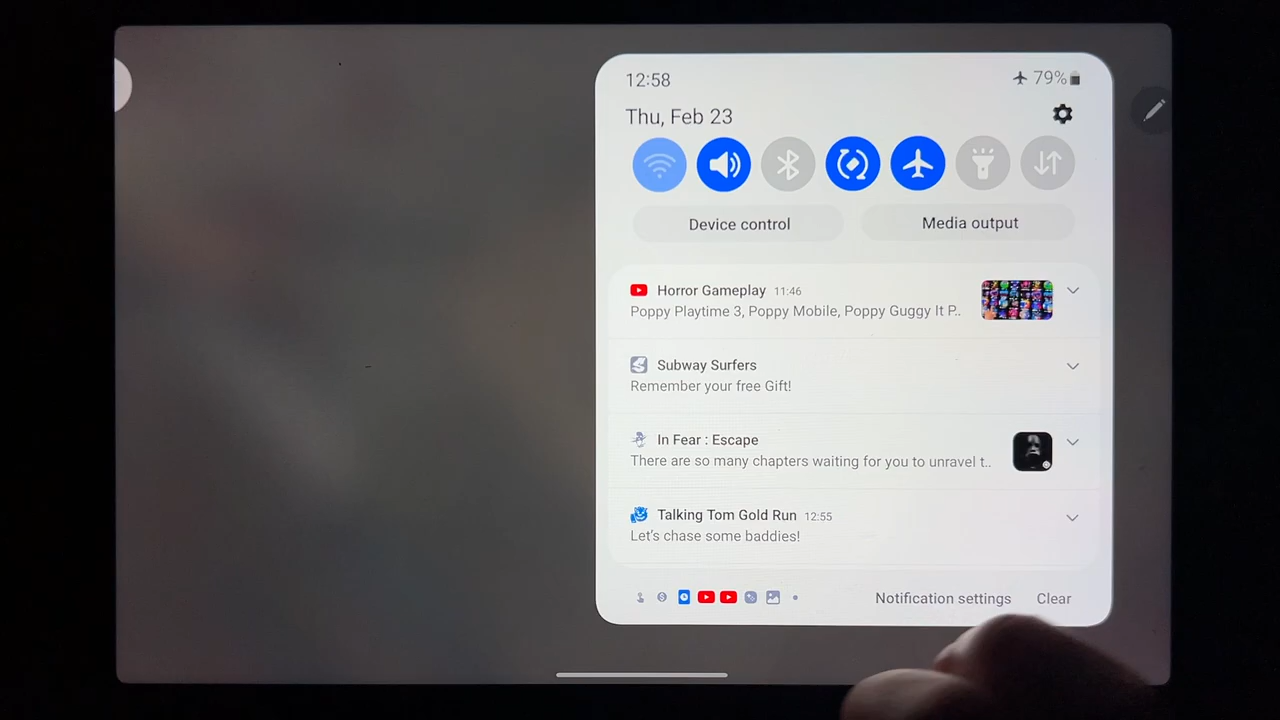 12:58
79%
Thu, Feb 23
Device control
Media output
Horror Gameplay 11:46
Poppy Playtime 3, Poppy Mobile, Poppy Guggy It P..
Subway Surfers
Remember your free Gift!
In Fear : Escape
There are so many chapters waiting for you to unravel t..
Talking Tom Gold Run 12:55
Let's chase some baddies!
Notification settings
Clear